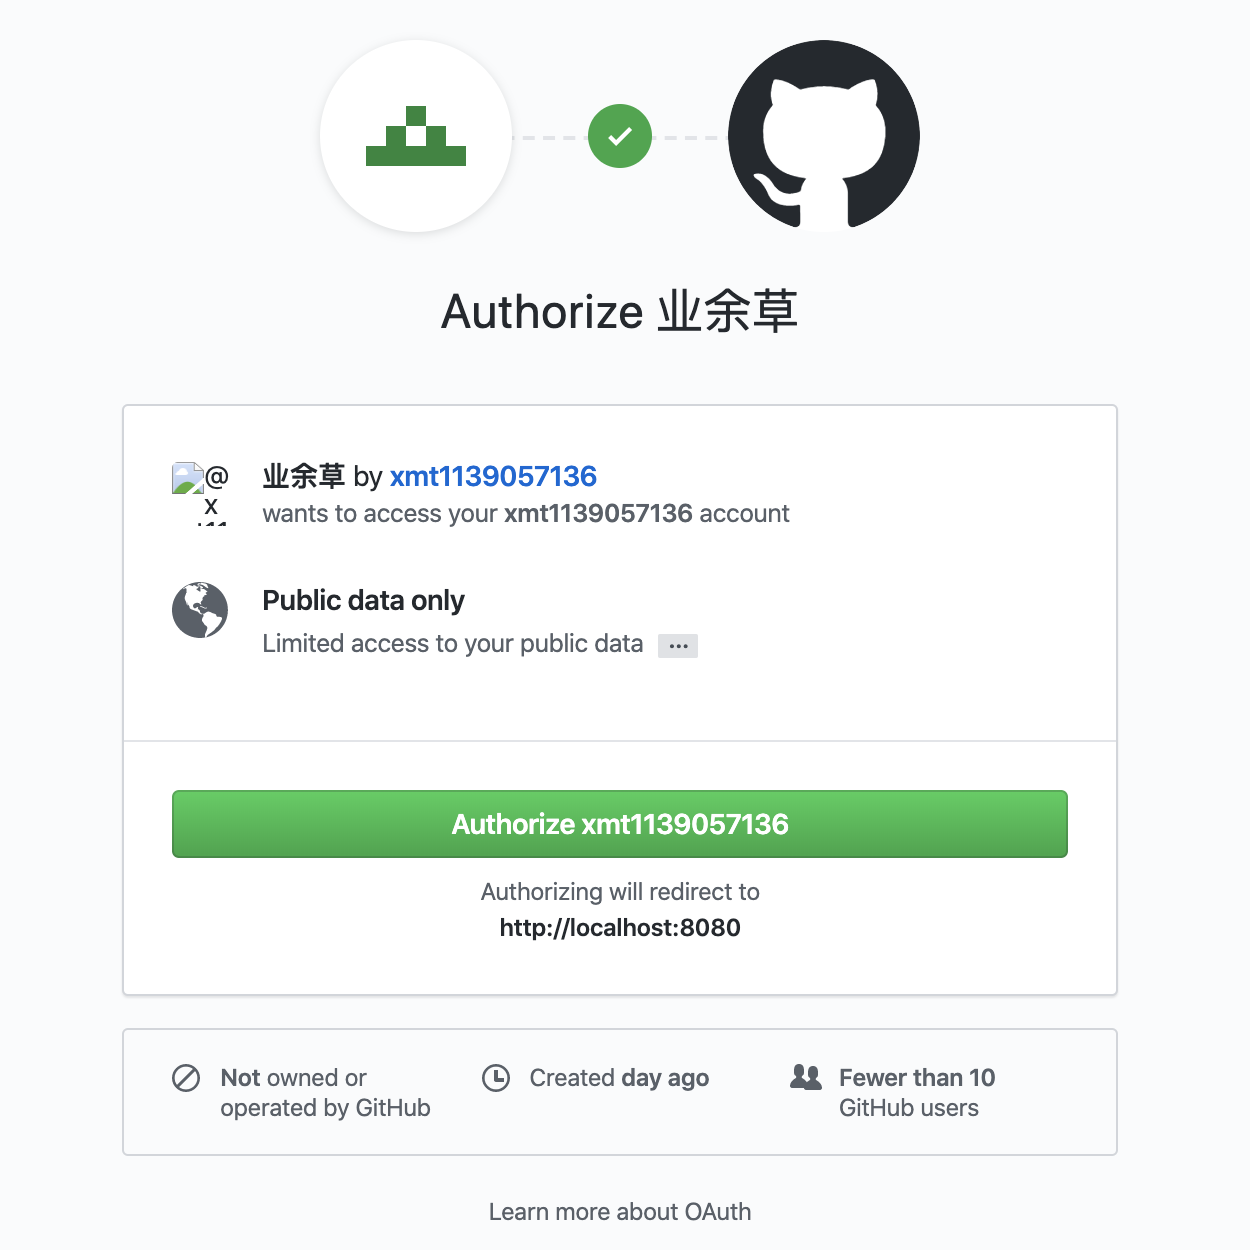 Authorize 业余草
@
x
业余草 by xmt1139057136
wants to access your xmt1139057136 account
Public data only
Limited access to your public data
Authorize xmt1139057136
Authorizing will redirect to
http://localhost:8080
Not owned or
operated by GitHub
Created day ago
Fewer than 10
GitHub users
Learn more about OAuth